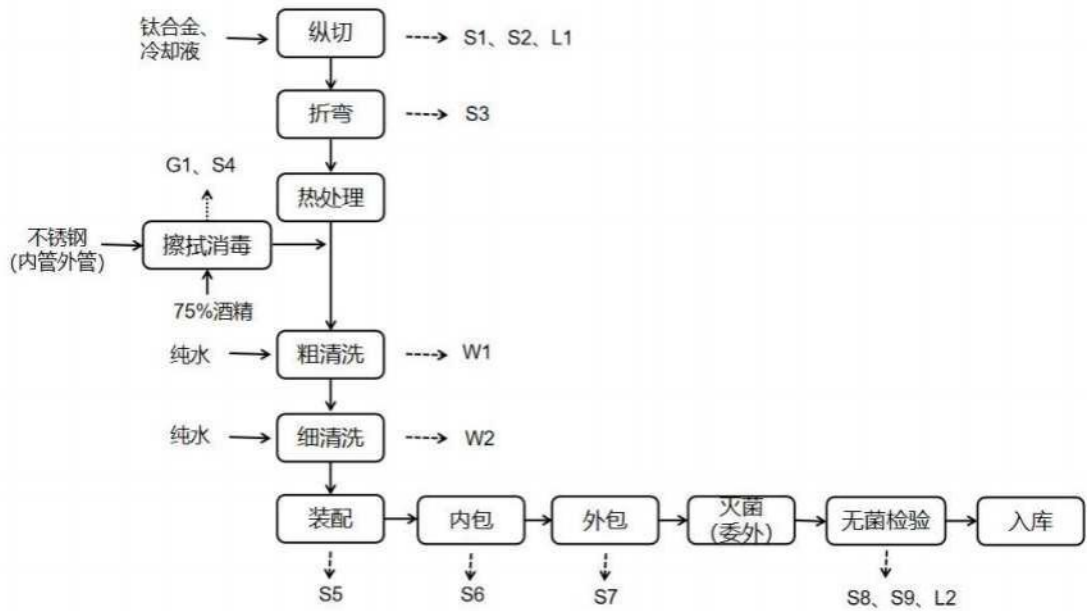 钛合金、
冷却液
纵切
S1、S2、L1
折弯
S3
G1、S4
热处理
不锈钢
(内管外管)
擦拭消毒
75%酒精
纯水
粗清洗
W1
纯水
细清洗
W2
装配
内包
外包
灭菌
(委外)
无菌检验
入库
S5
S6
S7
S8、S9、L2